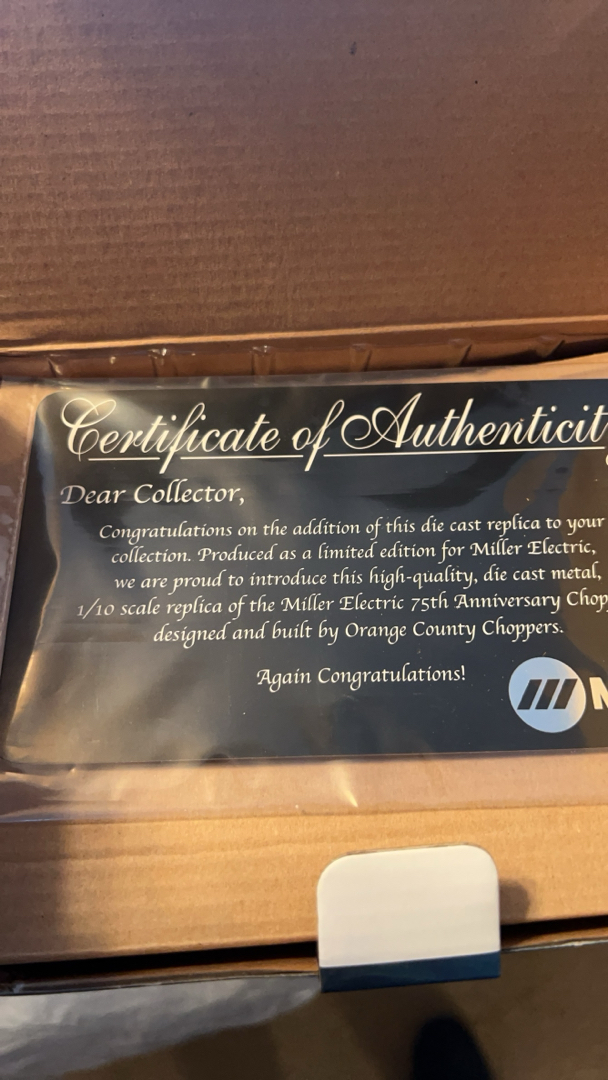 Certificate of Authenticit
Dear Collector,
Congratulations on the addition of this die cast replica to your
collection. Produced as a limited edition for Miller Electric,
we are proud to introduce this high-quality, die cast metal,
1/10 scale replica of the Miller Electric 75th Anniversary Chop
designed and built by Orange County Choppers.
Again Congratulations!
M